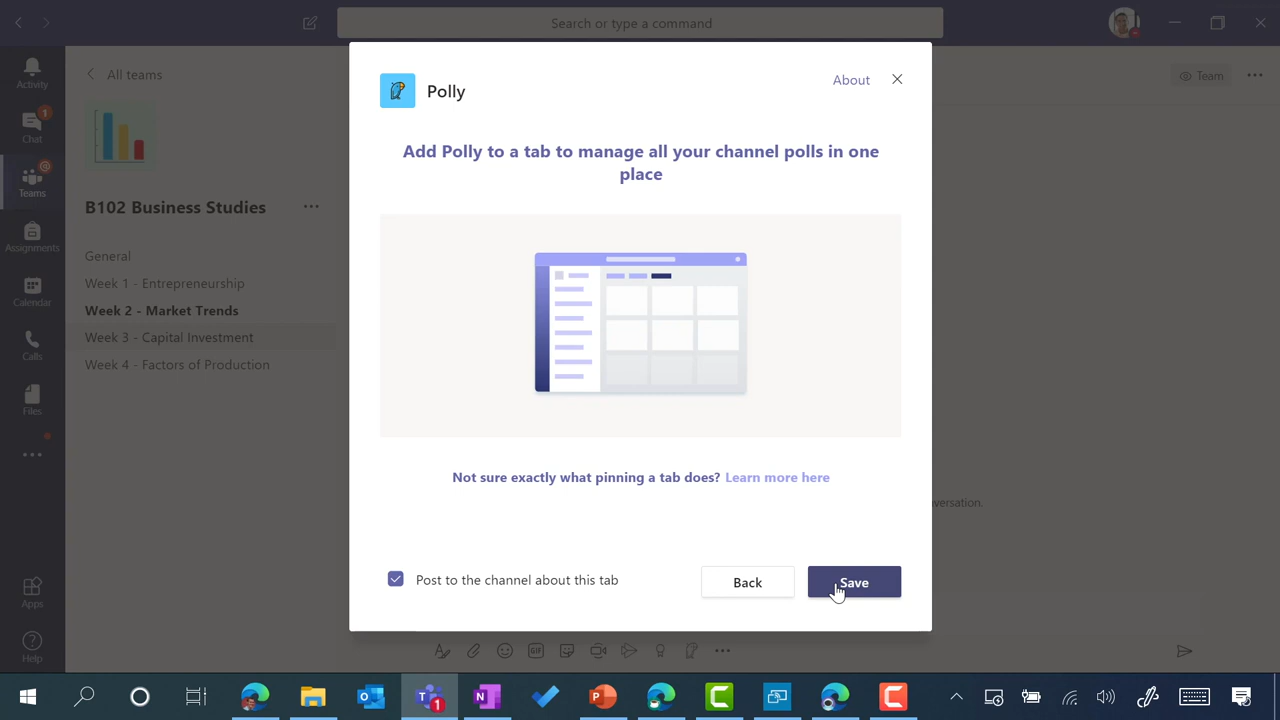 Search or type a command
Activity
Chat
1
Teams
Assignments
Calendar
Calls
Files
Apps
Help
All teams
B102 Business Studies
General
Week 1 - Entrepreneurship
Week 2 - Market Trends
Week 3 - Capital Investment
Week 4 - Factors of Production
Team
Polly
About
Add Polly to a tab to manage all your channel polls in one
place
Not sure exactly what pinning a tab does? Learn more here
Post to the channel about this tab
Back
Save
GIF
1